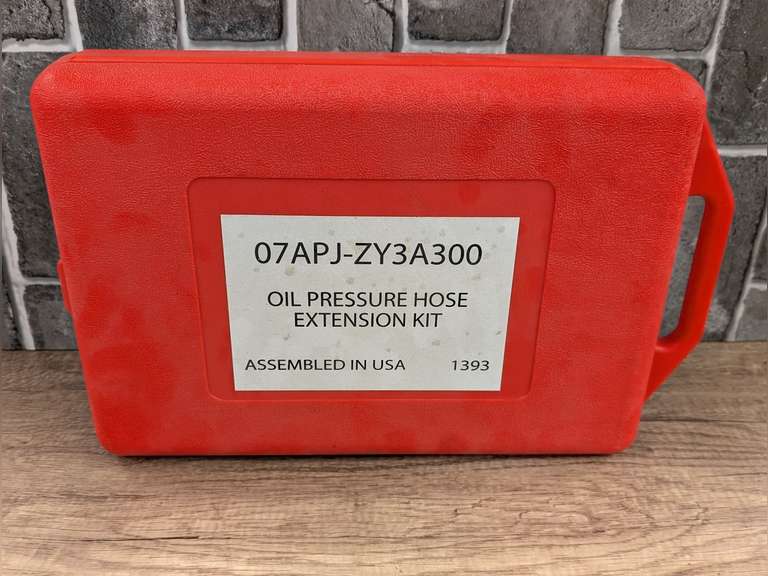 07APJ-ZY3A300
OIL PRESSURE HOSE
EXTENSION KIT
ASSEMBLED IN USA 1393